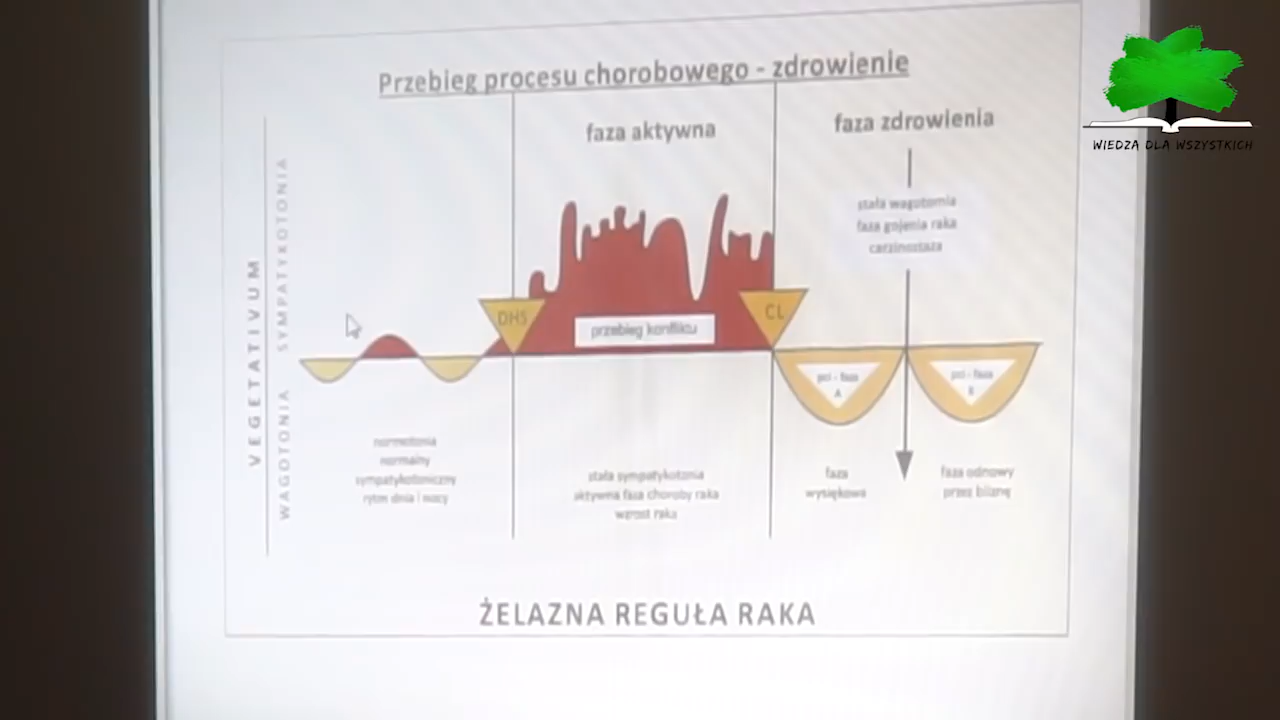 Przebieg procesu chorobowego - zdrowienie
faza aktywna
faza zdrowienia
stała wagotomia
faza gojenia raka
carzinostaza
VEGETATIVUM
SYMPATYKOTONIA
WAGOTONIA
DHS
CL
przebieg konfliktu
pcl - faza
A
pcl - faza
B
normotonia
normalny
sympatykotoniczny
rytm dnia i nocy
stała sympatykotonia
aktywna faza choroby raka
wzrost raka
faza
wysiękowa
faza odnowy
przez bliznę
ŻELAZNA REGUŁA RAKA
WIEDZA DLA WSZYSTKICH